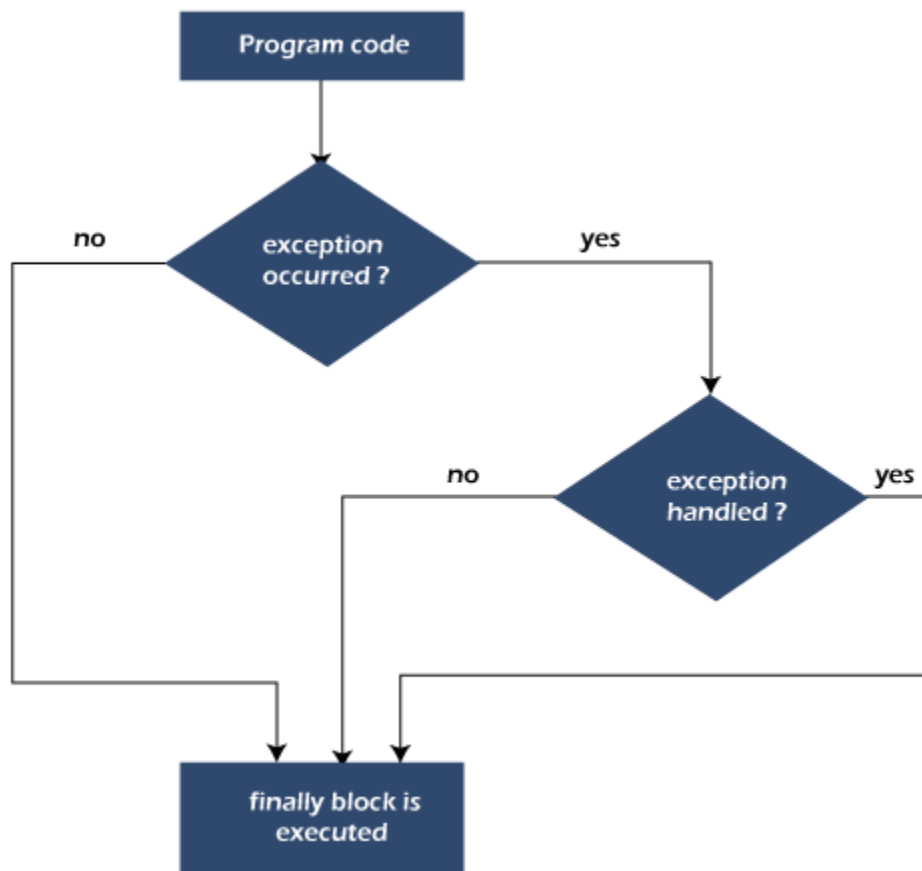 Program code
no
exception
occurred ?
yes
no
exception
handled ?
yes
finally block is
executed